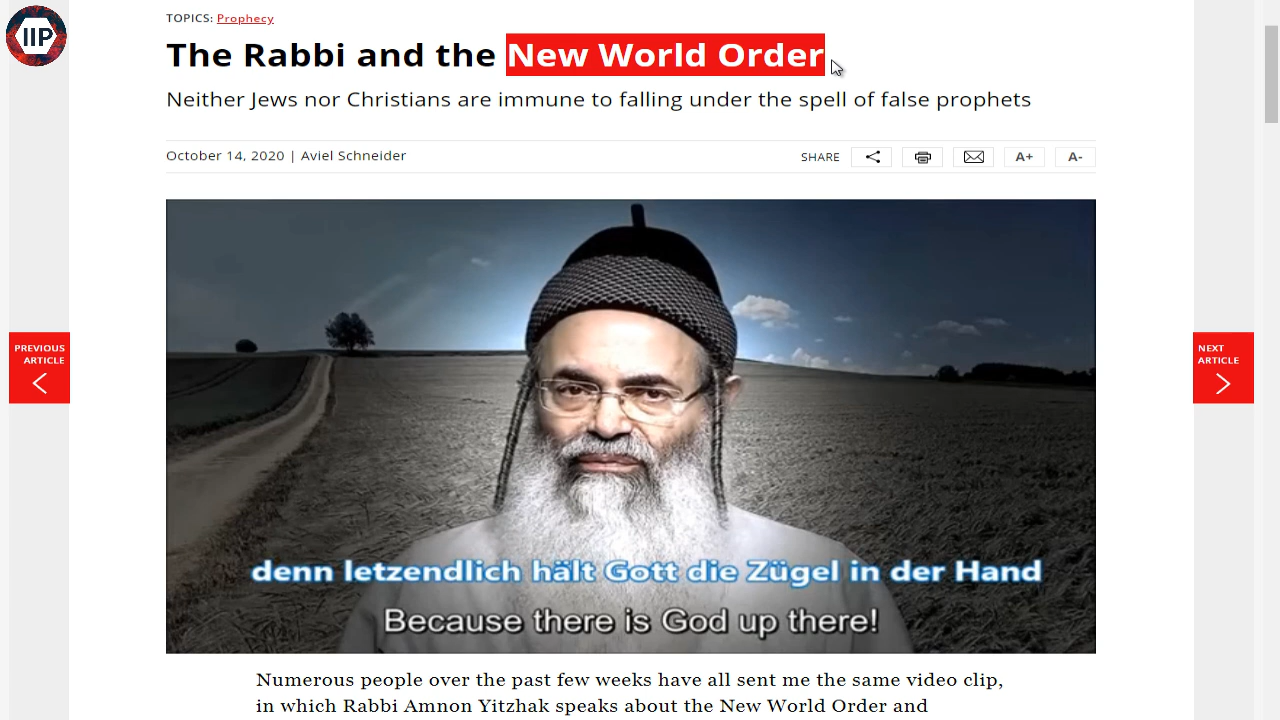 IIP
TOPICS: Prophecy
The Rabbi and the New World Order
Neither Jews nor Christians are immune to falling under the spell of false prophets
October 14, 2020 | Aviel Schneider
SHARE
A+
A-
PREVIOUS
ARTICLE
NEXT
ARTICLE
denn letzendlich hält Gott die Zügel in der Hand
Because there is God up there!
Numerous people over the past few weeks have all sent me the same video clip,
in which Rabbi Amnon Yitzhak speaks about the New World Order and